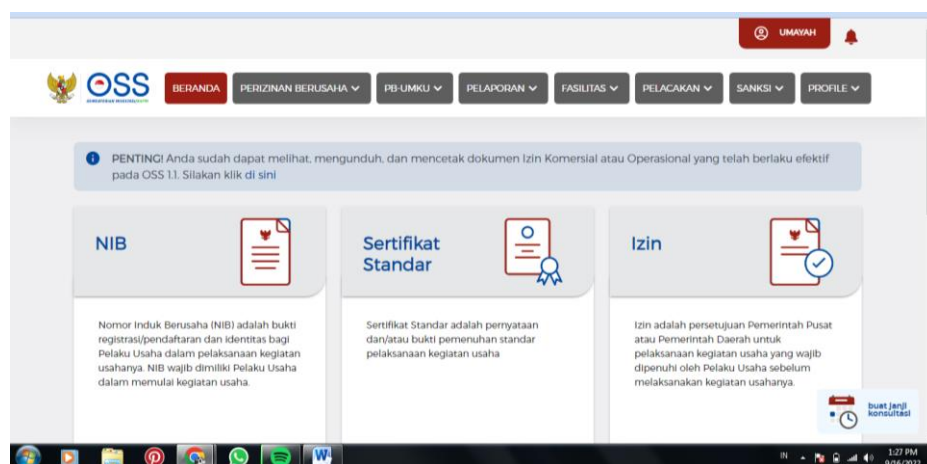 UMAYAH
OSS
BERANDA
PERIZINAN BERUSAHA
PB-UMKU
PELAPORAN
FASILITAS
PELACAKAN
SANKSI
PROFILE
PENTING! Anda sudah dapat melihat, mengunduh, dan mencetak dokumen Izin Komersial atau Operasional yang telah berlaku efektif
pada OSS 1.1. Silakan klik di sini
NIB
Nomor Induk Berusaha (NIB) adalah bukti
registrasi/pendaftaran dan identitas bagi
Pelaku Usaha dalam pelaksanaan kegiatan
usahanya. NIB wajib dimiliki Pelaku Usaha
dalam memulai kegiatan usaha.
Sertifikat
Standar
Sertifikat Standar adalah pernyataan
dan/atau bukti pemenuhan standar
pelaksanaan kegiatan usaha
Izin
Izin adalah persetujuan Pemerintah Pusat
atau Pemerintah Daerah untuk
pelaksanaan kegiatan usaha yang wajib
dipenuhi oleh Pelaku Usaha sebelum
melaksanakan kegiatan usahanya.
buat janji
konsultasi
IN
1:27 PM
9/16/2022